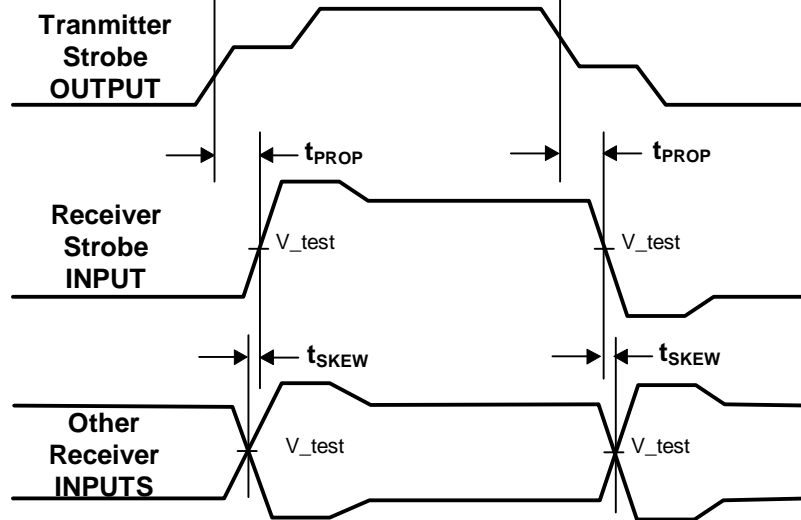 Tranmitter
Strobe
OUTPUT
tPROP
tPROP
Receiver
Strobe
INPUT
V_test
V_test
tSKEW
tSKEW
Other
Receiver
INPUTS
V_test
V_test